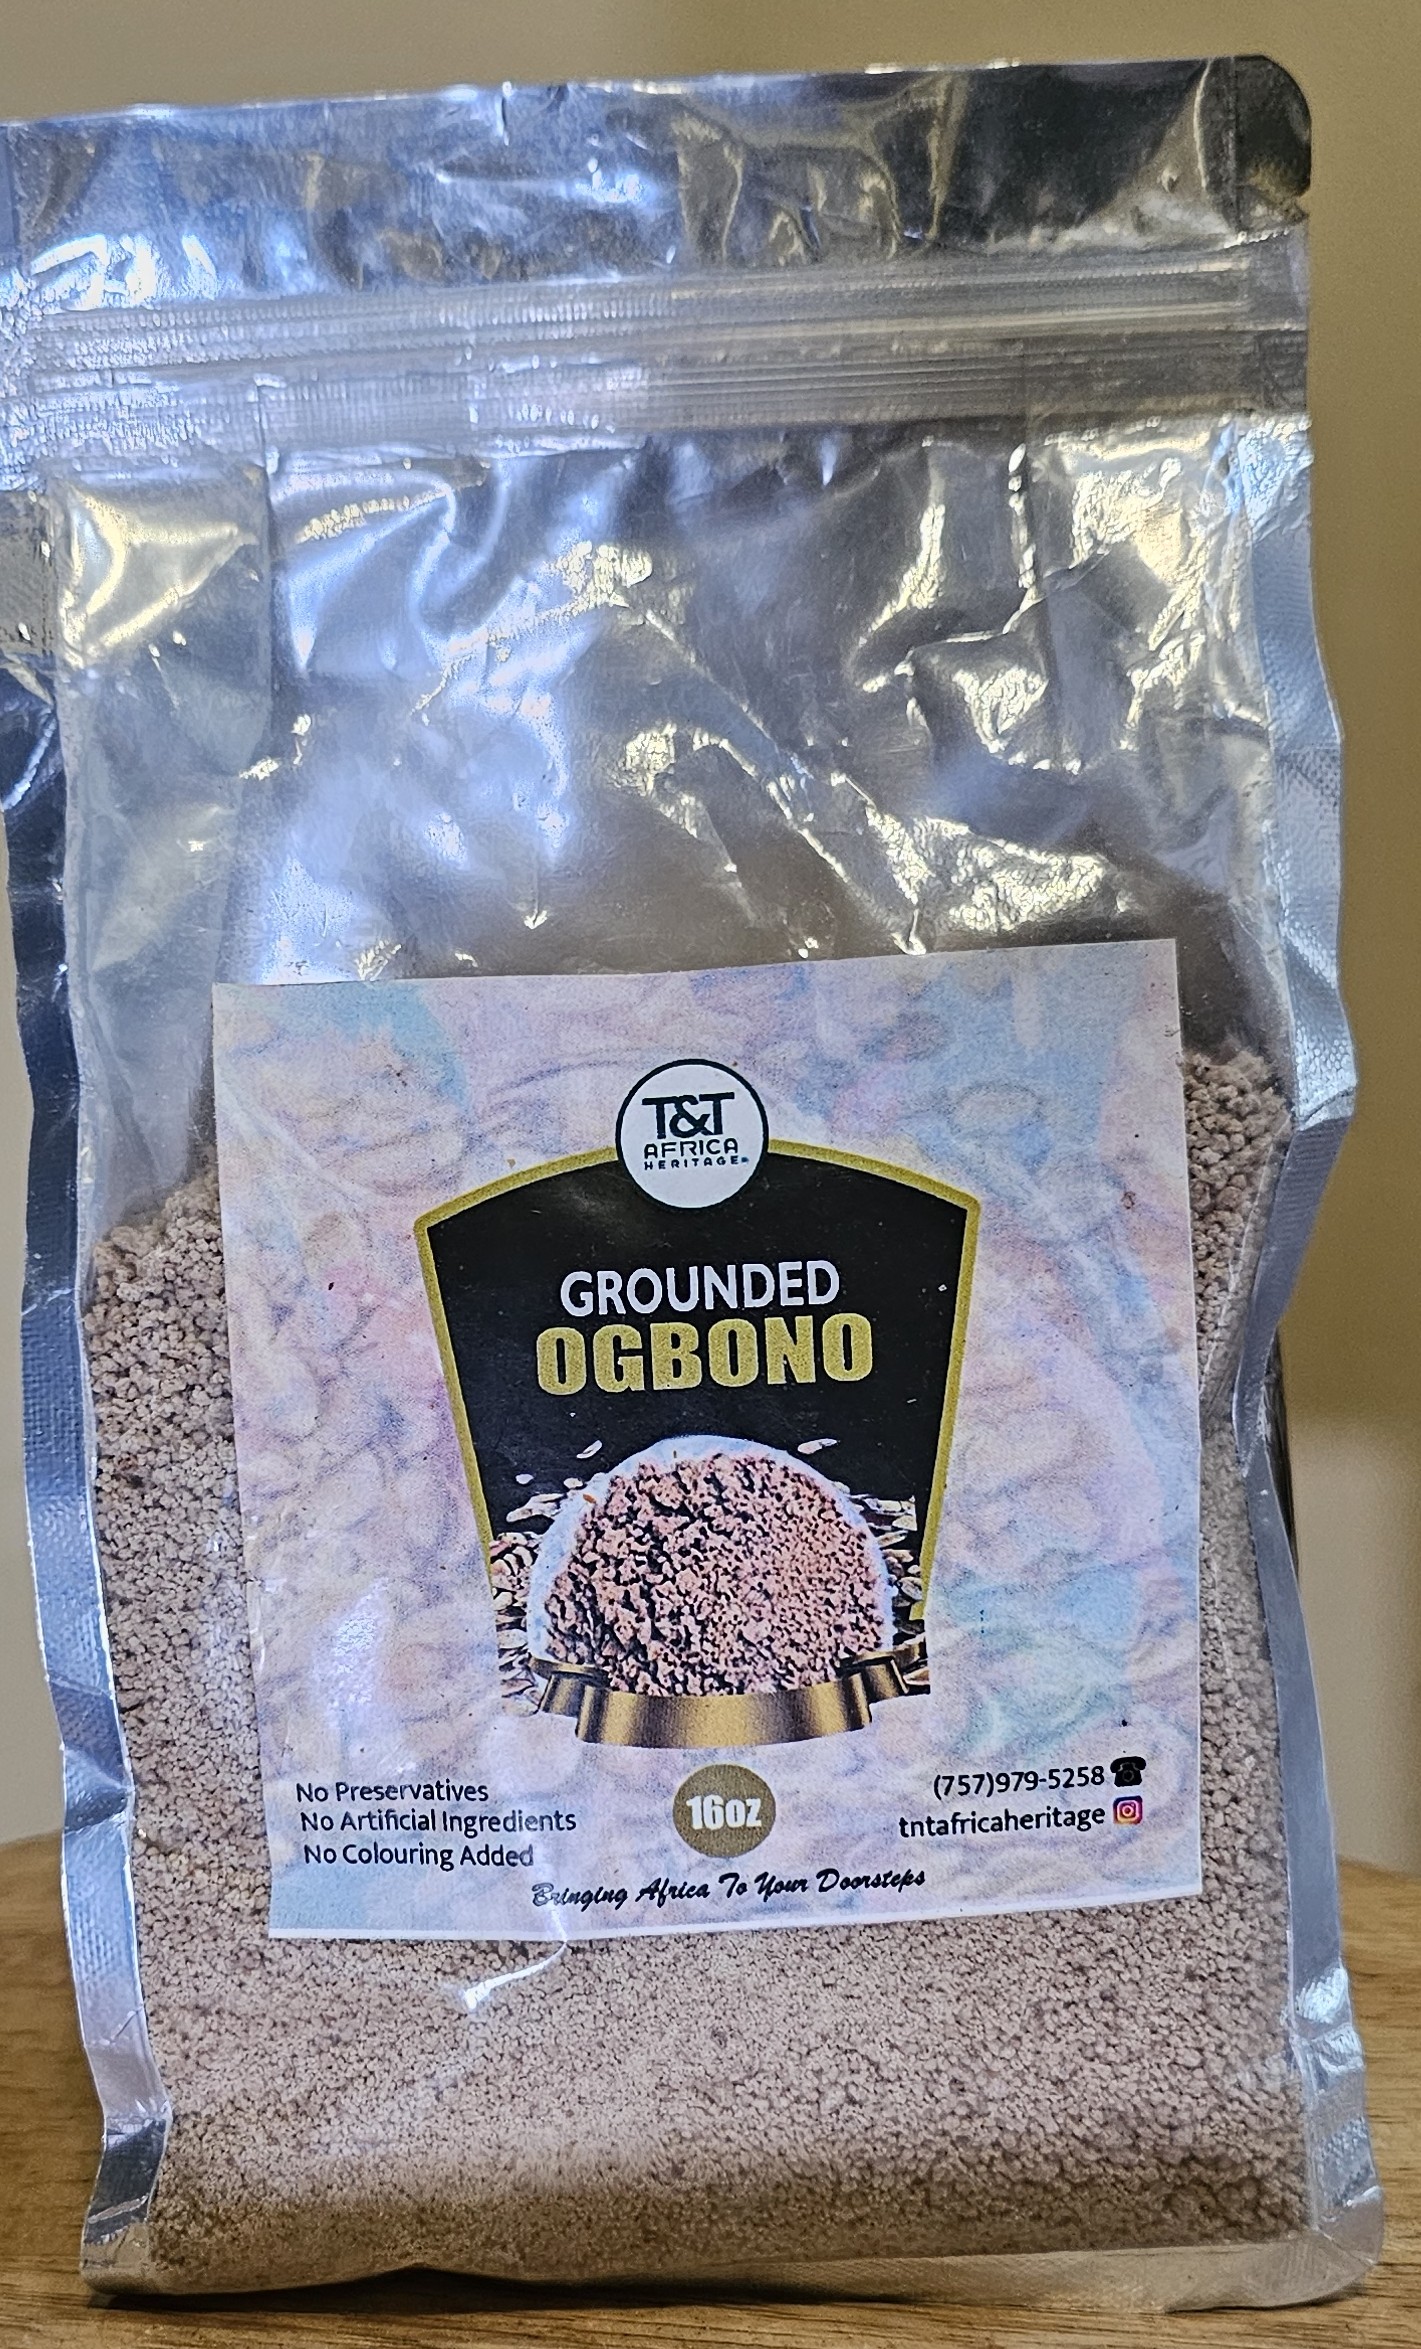 T&T
AFRICA
HERITAGE
GROUNDED
OGBONO
No Preservatives
No Artificial Ingredients
No Colouring Added
16oz
(757)979-5258
tntafricaheritage
Bringing Africa To Your Doorsteps